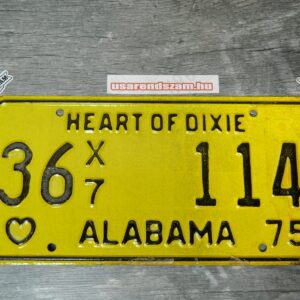 usarendszam.hu
HEART OF DIXIE
36 X/7 114
ALABAMA 75